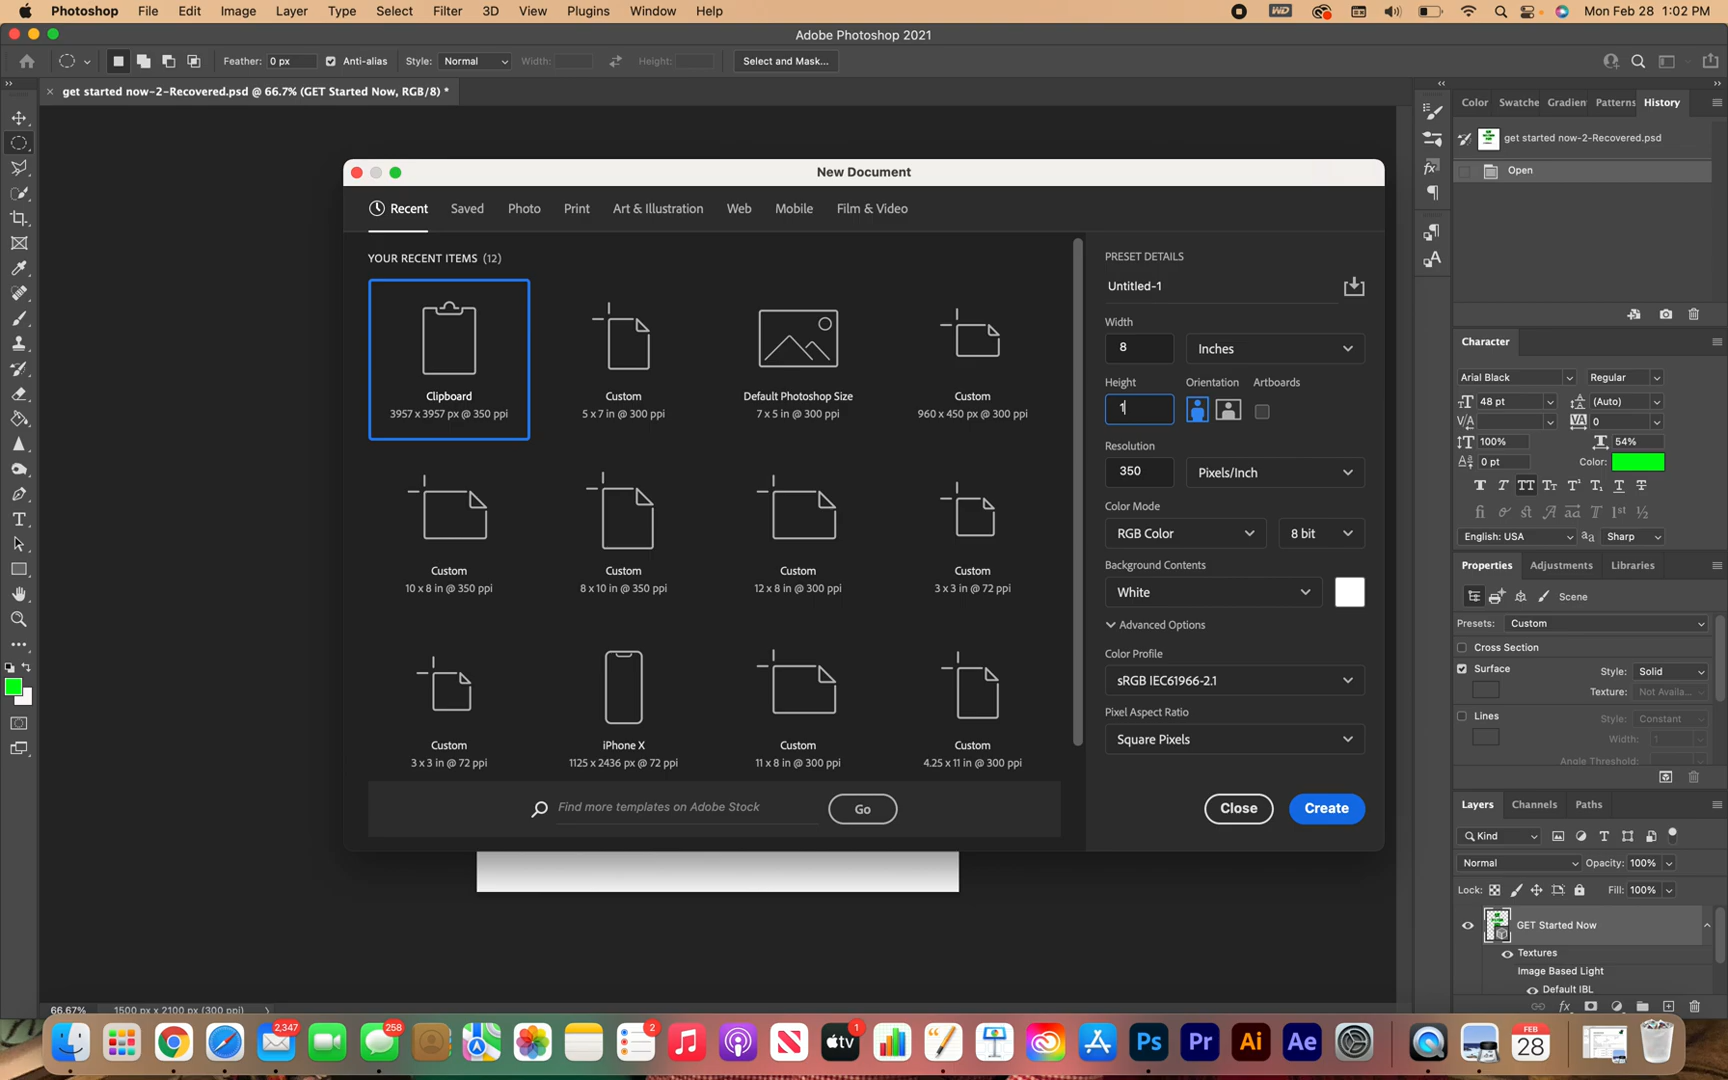 Photoshop File Edit Image Layer Type Select Filter 3D View Plugins Window Help WD Mon Feb 28 1:02 PM
Adobe Photoshop 2021
Feather: 0 px Anti-alias Style: Normal Width: Height: Select and Mask...
get started now-2-Recovered.psd @ 66.7% (GET Started Now, RGB/8) *
New Document
Recent Saved Photo Print Art & Illustration Web Mobile Film & Video
YOUR RECENT ITEMS (12)
Clipboard
3957 x 3957 px @ 350 ppi
Custom
5 x 7 in @ 300 ppi
Default Photoshop Size
7 x 5 in @ 300 ppi
Custom
960 x 450 px @ 300 ppi
Custom
10 x 8 in @ 350 ppi
Custom
8 x 10 in @ 350 ppi
Custom
12 x 8 in @ 300 ppi
Custom
3 x 3 in @ 72 ppi
Custom
3 x 3 in @ 72 ppi
iPhone X
1125 x 2436 px @ 72 ppi
Custom
11 x 8 in @ 300 ppi
Custom
4.25 x 11 in @ 300 ppi
Find more templates on Adobe Stock
Go
PRESET DETAILS
Untitled-1
Width
8 Inches
Height Orientation Artboards
1
Resolution
350 Pixels/Inch
Color Mode
RGB Color 8 bit
Background Contents
White
Advanced Options
Color Profile
sRGB IEC61966-2.1
Pixel Aspect Ratio
Square Pixels
Close Create
Color Swatche Gradien Patterns History
get started now-2-Recovered.psd
Open
Character
Arial Black Regular
48 pt (Auto)
0
100% 54%
0 pt Color:
English: USA Sharp
Properties Adjustments Libraries
Scene
Presets: Custom
Cross Section
Surface Style: Solid
Texture: Not Availa...
Lines Style: Constant
Width: 1
Angle Threshold:
Layers Channels Paths
Kind
Normal Opacity: 100%
Lock: Fill: 100%
GET Started Now
Textures
Image Based Light
Default IBL
66.67% 1500 px x 2100 px (300 ppi)
2,347 258 2 tv 1 Ps Pr Ai Ae FEB 28